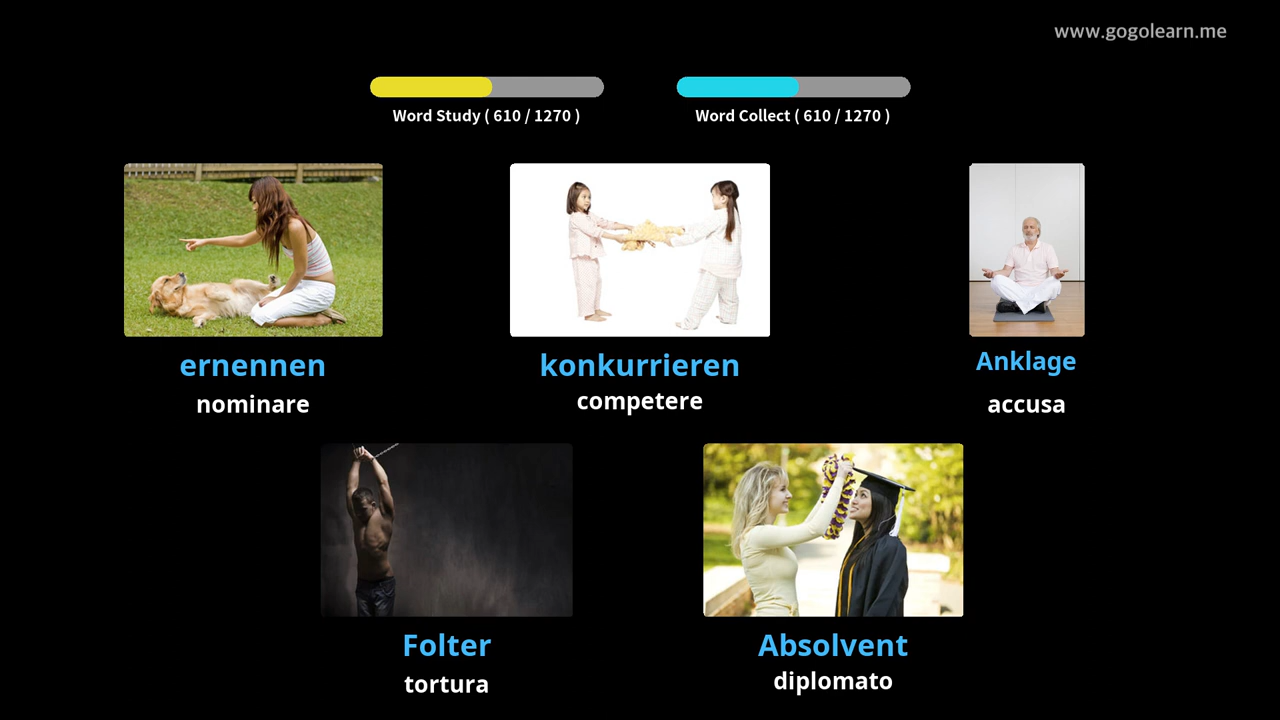 www.gogolearn.me
Word Study ( 610 / 1270 )
Word Collect ( 610 / 1270 )
ernennen
nominare
konkurrieren
competere
Anklage
accusa
Folter
tortura
Absolvent
diplomato